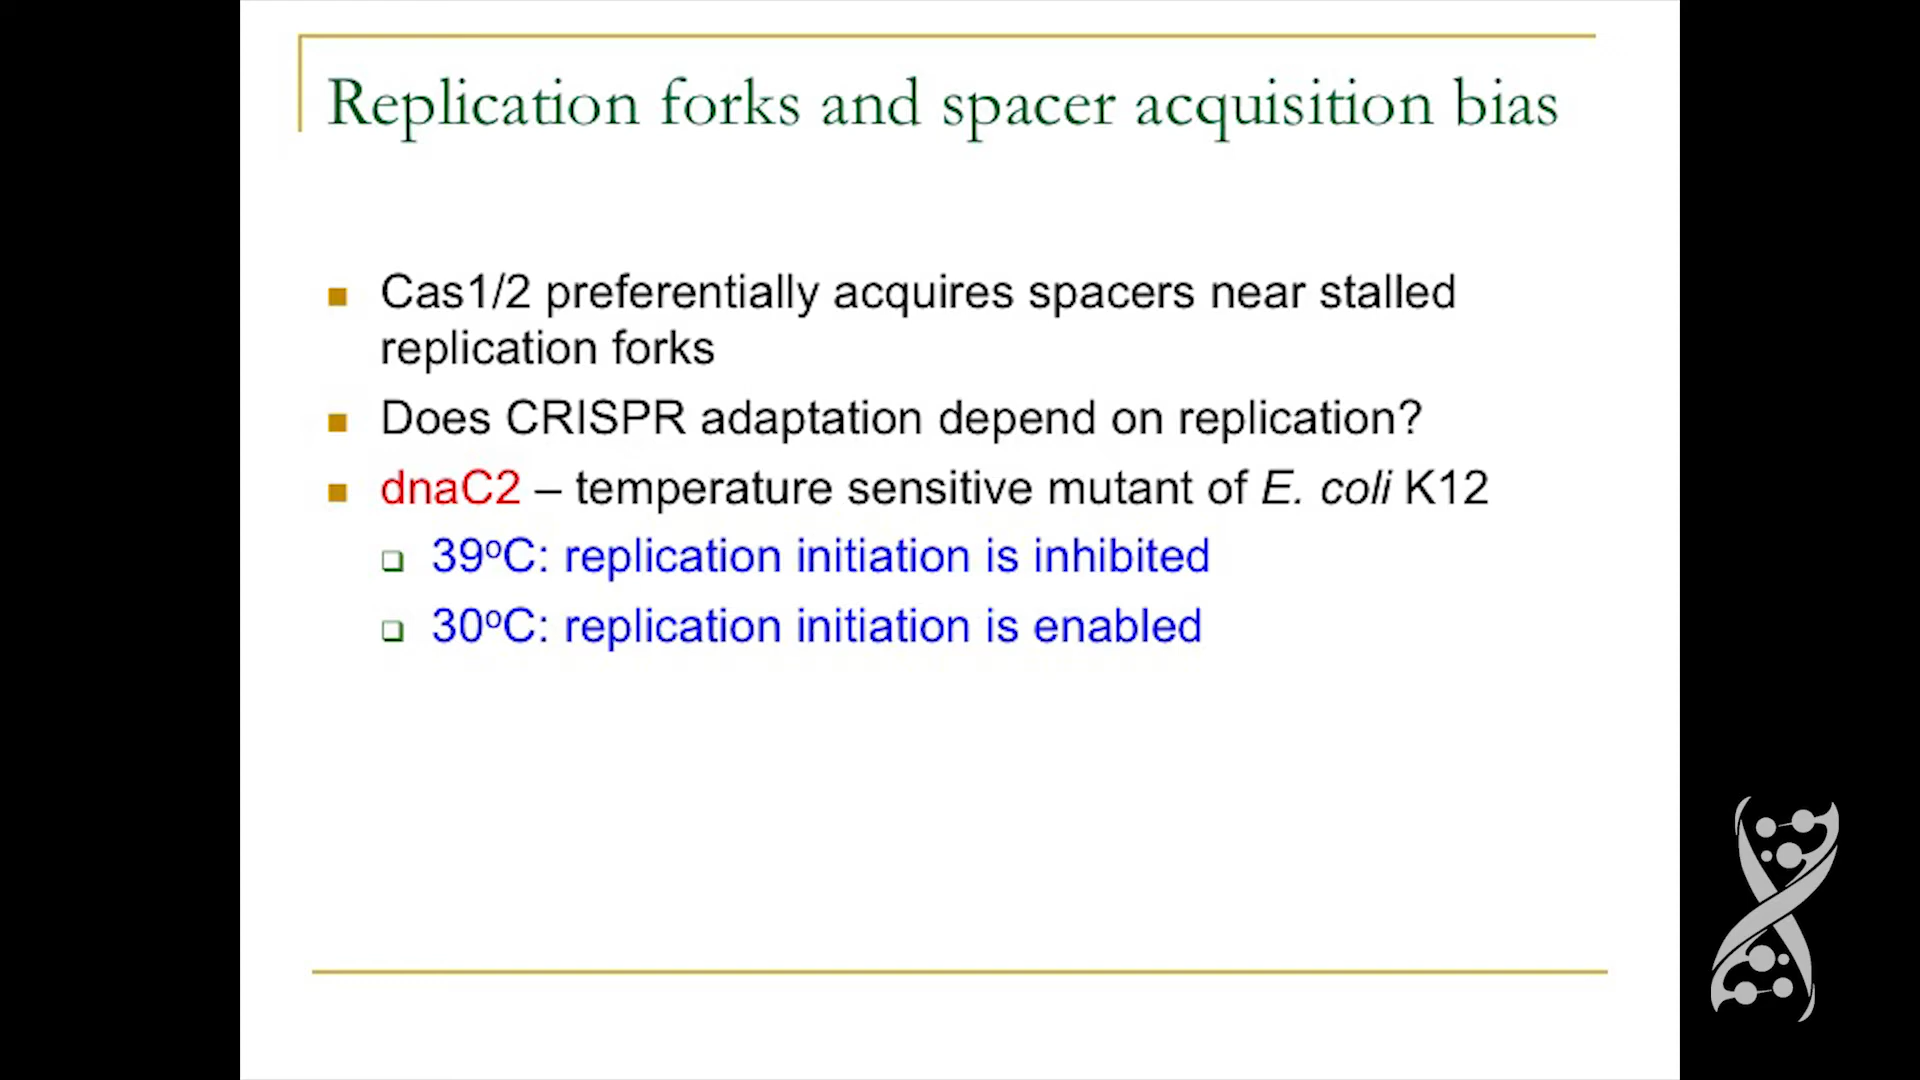 Replication forks and spacer acquisition bias
Cas1/2 preferentially acquires spacers near stalled
replication forks
Does CRISPR adaptation depend on replication?
dnaC2 – temperature sensitive mutant of E. coli K12
39ºC: replication initiation is inhibited
30ºC: replication initiation is enabled